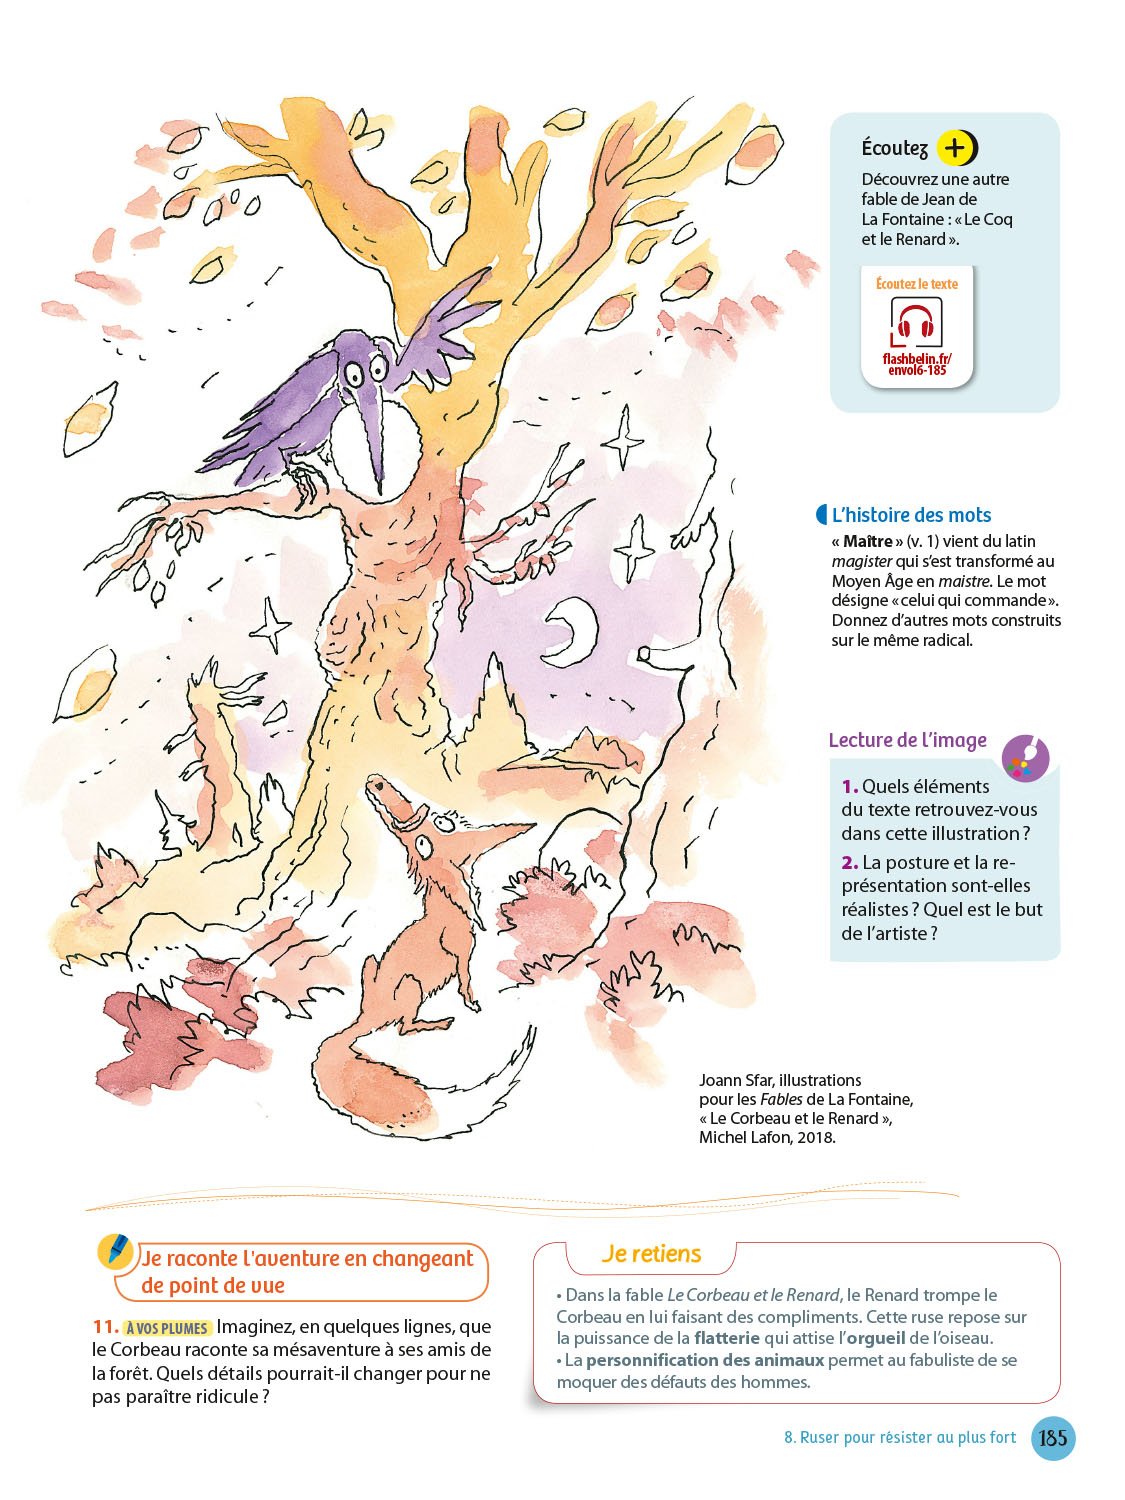 Écoutez +
Découvrez une autre
fable de Jean de
La Fontaine : « Le Coq
et le Renard ».
Écoutez le texte
flashbelin.fr/
envol6-185
L'histoire des mots
« Maître » (v. 1) vient du latin
magister qui s'est transformé au
Moyen Âge en maistre. Le mot
désigne « celui qui commande ».
Donnez d'autres mots construits
sur le même radical.
Lecture de l'image
1. Quels éléments
du texte retrouvez-vous
dans cette illustration ?
2. La posture et la re-
présentation sont-elles
réalistes ? Quel est le but
de l'artiste ?
Joann Sfar, illustrations
pour les Fables de La Fontaine,
« Le Corbeau et le Renard »,
Michel Lafon, 2018.
Je raconte l'aventure en changeant
de point de vue
11. À VOS PLUMES Imaginez, en quelques lignes, que
le Corbeau raconte sa mésaventure à ses amis de
la forêt. Quels détails pourrait-il changer pour ne
pas paraître ridicule ?
Je retiens
• Dans la fable Le Corbeau et le Renard, le Renard trompe le
Corbeau en lui faisant des compliments. Cette ruse repose sur
la puissance de la flatterie qui attise l'orgueil de l'oiseau.
• La personnification des animaux permet au fabuliste de se
moquer des défauts des hommes.
8. Ruser pour résister au plus fort
185